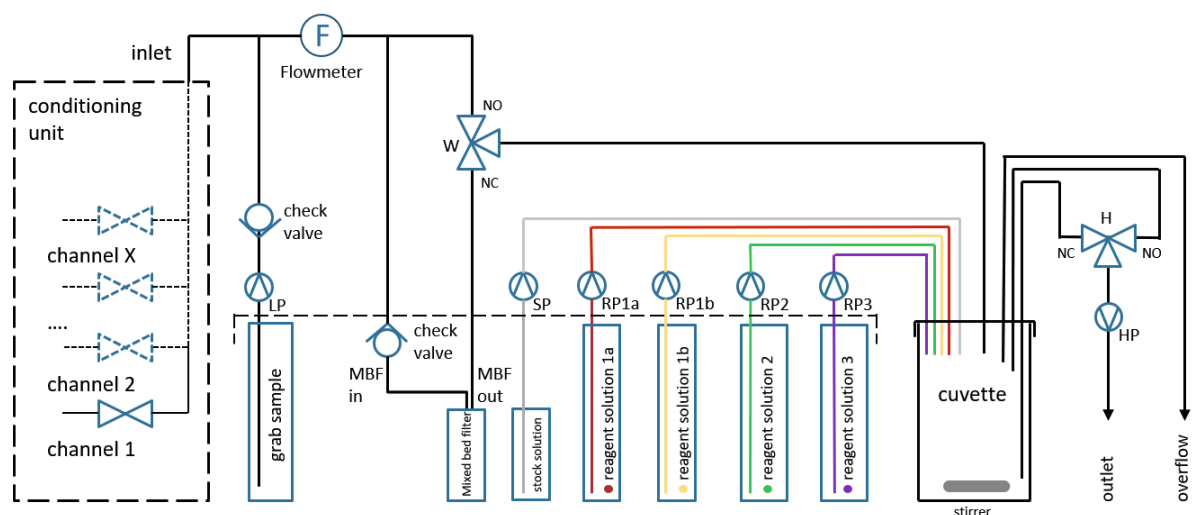 inlet
F
Flowmeter
conditioning
unit
NO
W
NC
check
valve
channel X
H
NC
NO
LP
SP
RP1a
RP1b
RP2
RP3
HP
....
check
valve
channel 2
MBF
in
MBF
out
channel 1
grab sample
Mixed bed filter
stock solution
reagent solution 1a
reagent solution 1b
reagent solution 2
reagent solution 3
cuvette
outlet
overflow
stirrer